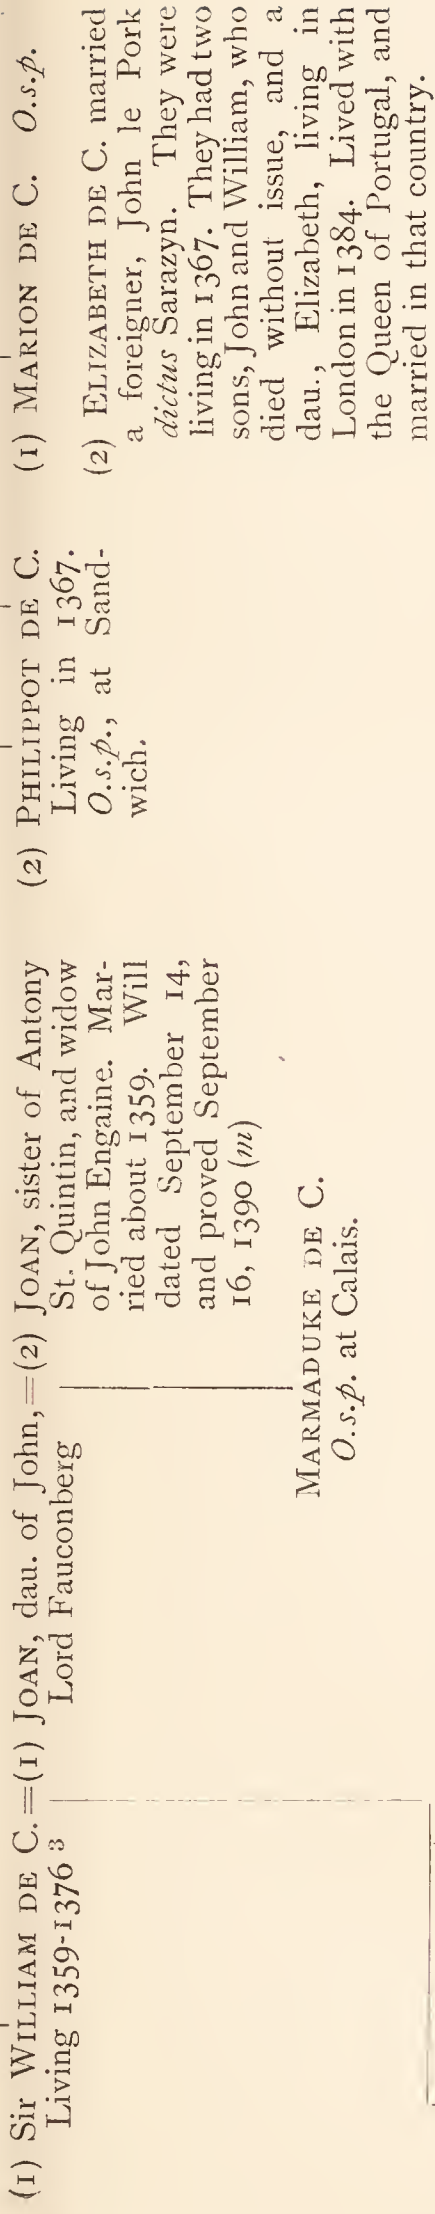 (1) Sir WILLIAM DE C.=(1) JOAN, dau. of John,=(2) JOAN, sister of Antony
Living 1359-1376 ³
Lord Fauconberg
St. Quintin, and widow
of John Engaine. Mar-
ried about 1359. Will
dated September 14,
and proved September
16, 1390 (m)
MARMADUKE DE C.
O.s.p. at Calais.
(2) PHILIPPOT DE C.
Living in 1367.
O.s.p., at Sand-
wich.
(1) MARION DE C. O.s.p.
(2) ELIZABETH DE C. married
a foreigner, John le Pork
dictus Sarazyn. They were
living in 1367. They had two
sons, John and William, who
died without issue, and a
dau., Elizabeth, living in
London in 1384. Lived with
the Queen of Portugal, and
married in that country.